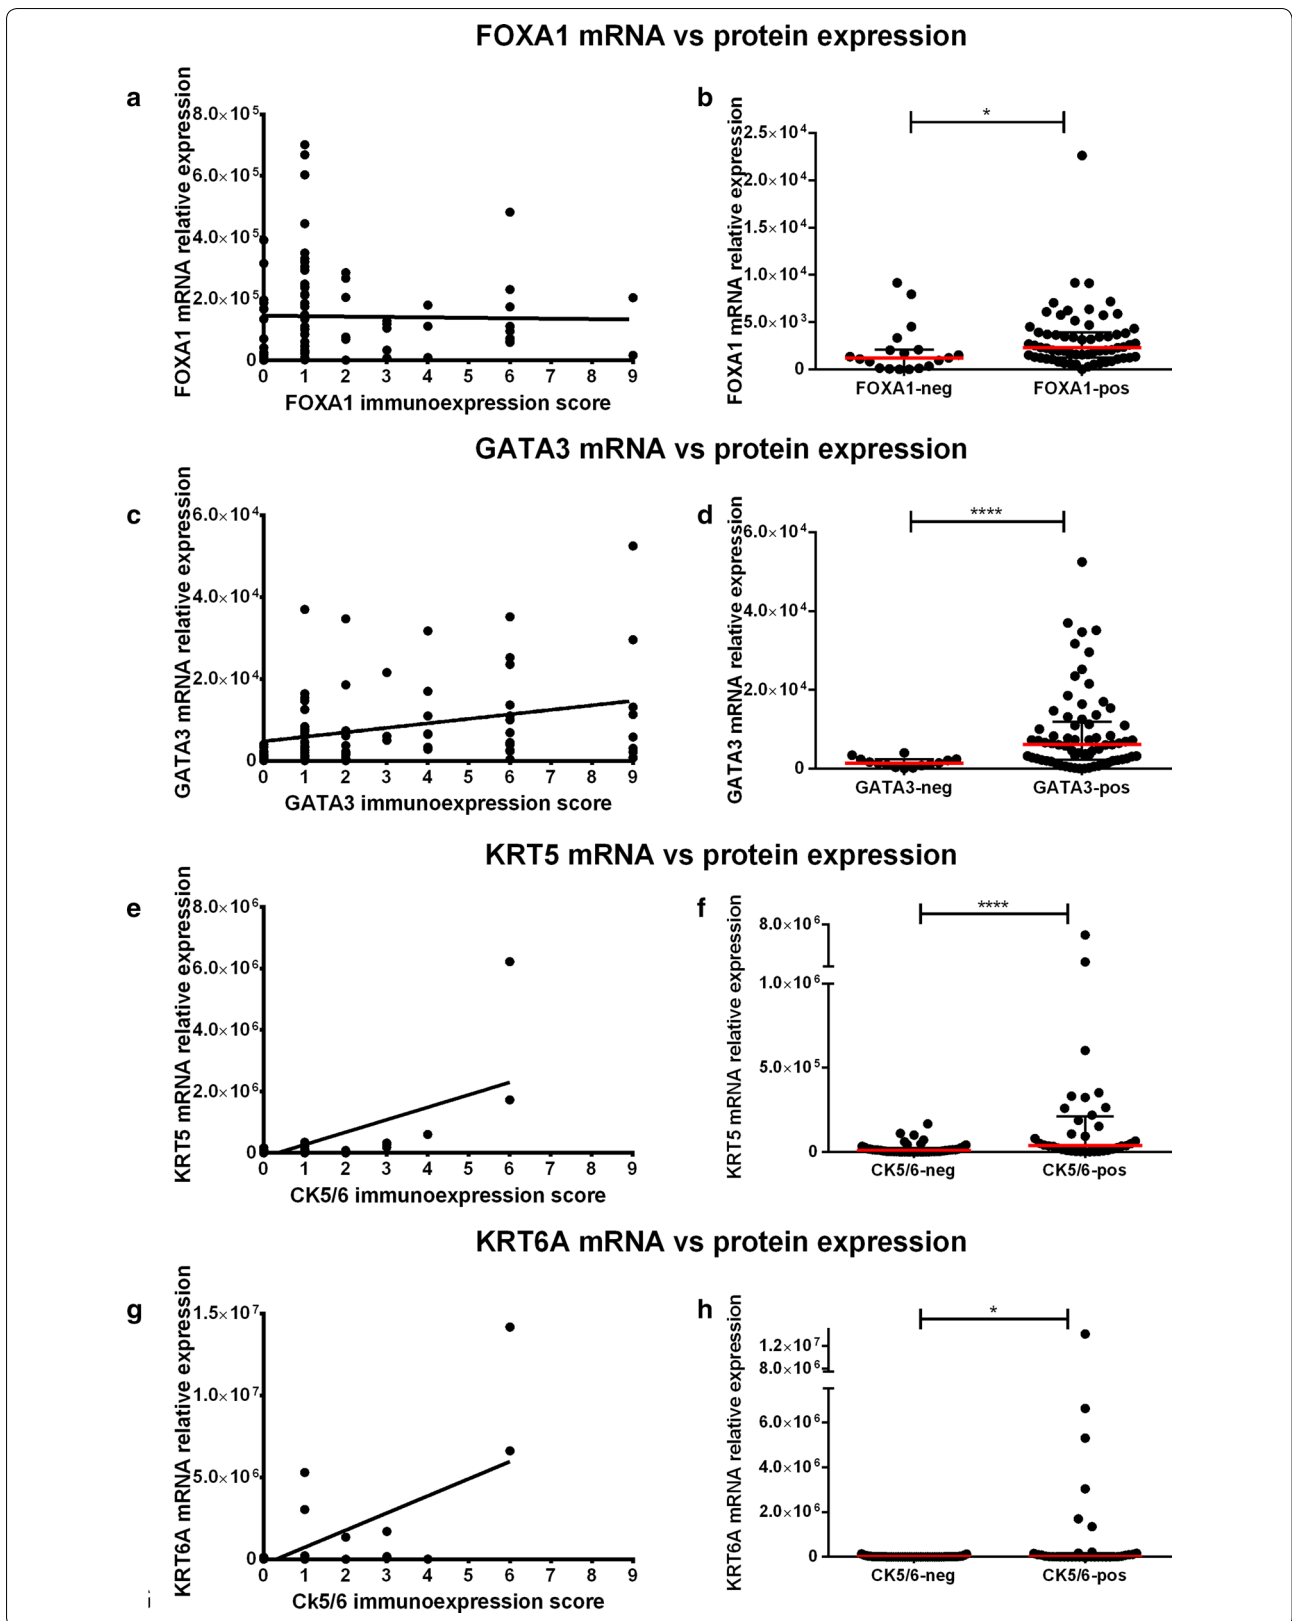 FOXA1 mRNA vs protein expression
a
FOXA1 mRNA relative expression
8.0×10⁵
6.0×10⁵
4.0×10⁵
2.0×10⁵
0
0 1 2 3 4 5 6 7 8 9
FOXA1 immunoexpression score
b
*
FOXA1 mRNA relative expression
2.5×10⁴
2.0×10⁴
1.5×10⁴
1.0×10⁴
5.0×10³
0
FOXA1-neg FOXA1-pos
GATA3 mRNA vs protein expression
c
GATA3 mRNA relative expression
6.0×10⁴
4.0×10⁴
2.0×10⁴
0
0 1 2 3 4 5 6 7 8 9
GATA3 immunoexpression score
d
****
GATA3 mRNA relative expression
6.0×10⁴
4.0×10⁴
2.0×10⁴
0
GATA3-neg GATA3-pos
KRT5 mRNA vs protein expression
e
KRT5 mRNA relative expression
8.0×10⁶
6.0×10⁶
4.0×10⁶
2.0×10⁶
0
0 1 2 3 4 5 6 7 8 9
CK5/6 immunoexpression score
f
****
KRT5 mRNA relative expression
8.0×10⁶
1.0×10⁶
5.0×10⁵
0
CK5/6-neg CK5/6-pos
KRT6A mRNA vs protein expression
g
KRT6A mRNA relative expression
1.5×10⁷
1.0×10⁷
5.0×10⁶
0
0 1 2 3 4 5 6 7 8 9
Ck5/6 immunoexpression score
h
*
KRT6A mRNA relative expression
1.2×10⁷
8.0×10⁶
6.0×10⁶
4.0×10⁶
2.0×10⁶
0
CK5/6-neg CK5/6-pos